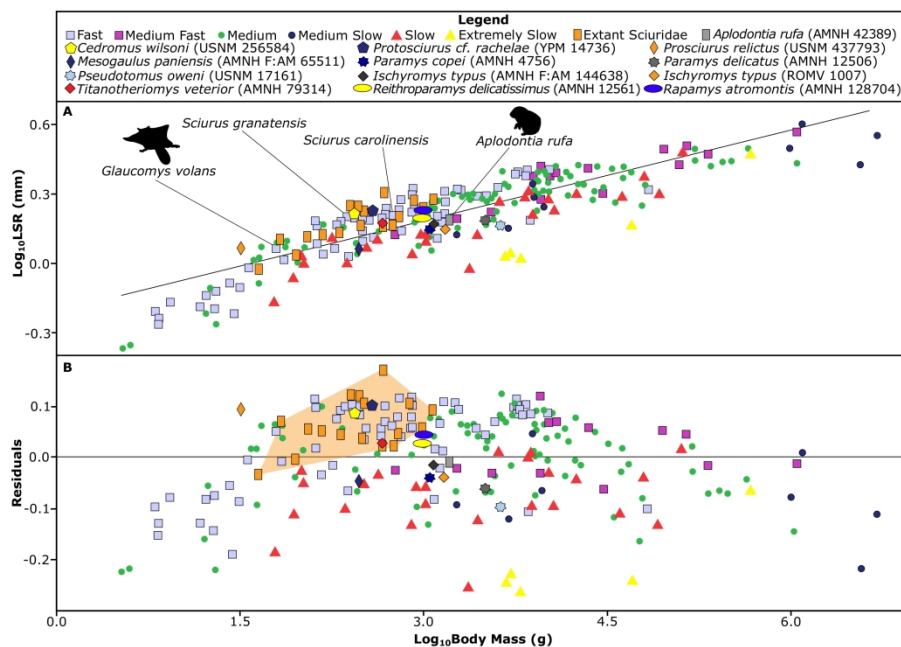 Legend
Fast Medium Fast Medium Medium Slow Slow Extremely Slow Extant Sciuridae Aplodontia rufa (AMNH 42389)
Cedromus wilsoni (USNM 256584) Protosciurus cf. rachelae (YPM 14736) Prosciurus relictus (USNM 437793)
Mesogaulus paniensis (AMNH F:AM 65511) Paramys copei (AMNH 4756) Paramys delicatus (AMNH 12506)
Pseudotomus oweni (USNM 17161) Ischyromys typus (AMNH F:AM 144638) Ischyromys typus (ROMV 1007)
Titanotheriomys veterior (AMNH 79314) Reithroparamys delicatissimus (AMNH 12561) Rapamys atromontis (AMNH 128704)
A
0.6
Sciurus granatensis
Sciurus carolinensis
Aplodontia rufa
Glaucomys volans
0.3
0.0
-0.3
Log₁₀LSR (mm)
B
0.1
0.0
-0.1
-0.2
Residuals
0.0 1.5 3.0 4.5 6.0
Log₁₀Body Mass (g)